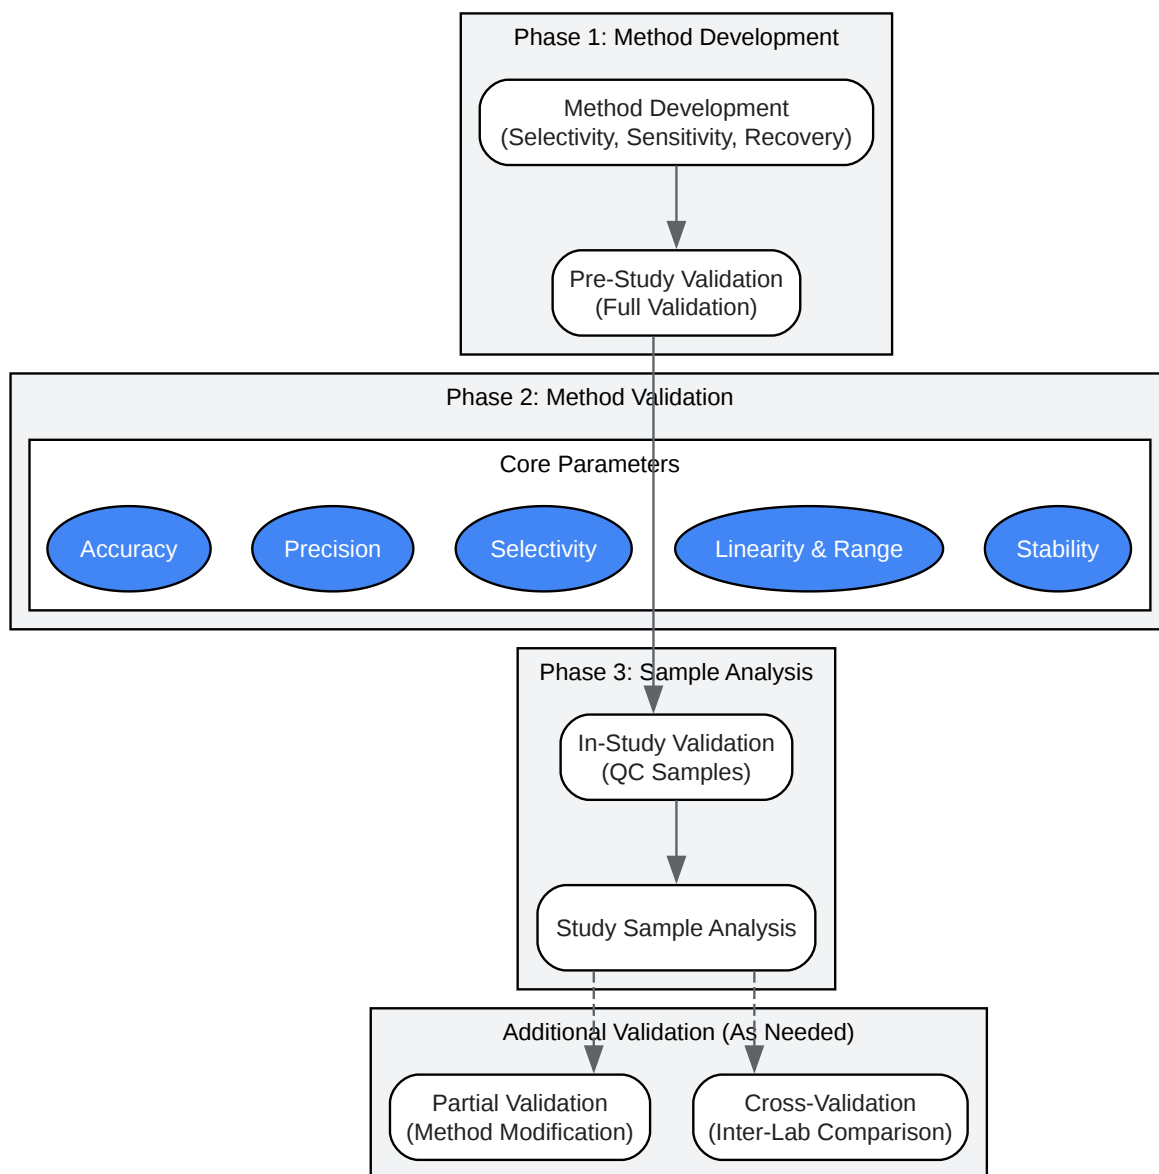 Phase 1: Method Development
Method Development
(Selectivity, Sensitivity, Recovery)
Pre-Study Validation
(Full Validation)
Phase 2: Method Validation
Core Parameters
Accuracy
Precision
Selectivity
Linearity & Range
Stability
Phase 3: Sample Analysis
In-Study Validation
(QC Samples)
Study Sample Analysis
Additional Validation (As Needed)
Partial Validation
(Method Modification)
Cross-Validation
(Inter-Lab Comparison)